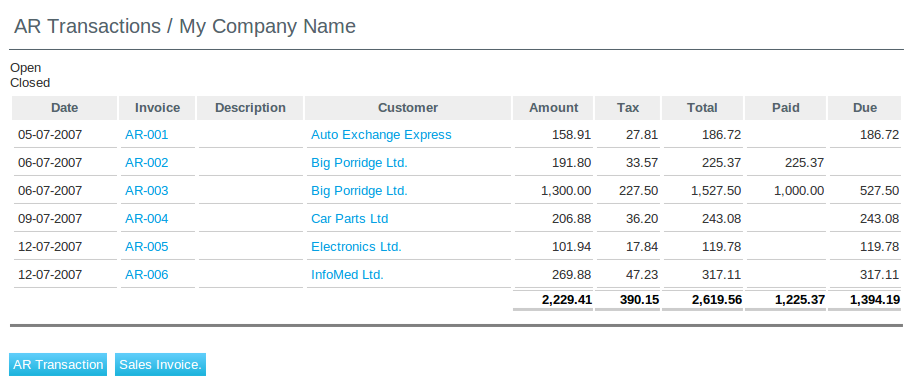 AR Transactions / My Company Name
Open
Closed
Date Invoice Description Customer Amount Tax Total Paid Due
05-07-2007 AR-001 Auto Exchange Express 158.91 27.81 186.72 186.72
06-07-2007 AR-002 Big Porridge Ltd. 191.80 33.57 225.37 225.37
06-07-2007 AR-003 Big Porridge Ltd. 1,300.00 227.50 1,527.50 1,000.00 527.50
09-07-2007 AR-004 Car Parts Ltd 206.88 36.20 243.08 243.08
12-07-2007 AR-005 Electronics Ltd. 101.94 17.84 119.78 119.78
12-07-2007 AR-006 InfoMed Ltd. 269.88 47.23 317.11 317.11
2,229.41 390.15 2,619.56 1,225.37 1,394.19
AR Transaction Sales Invoice.